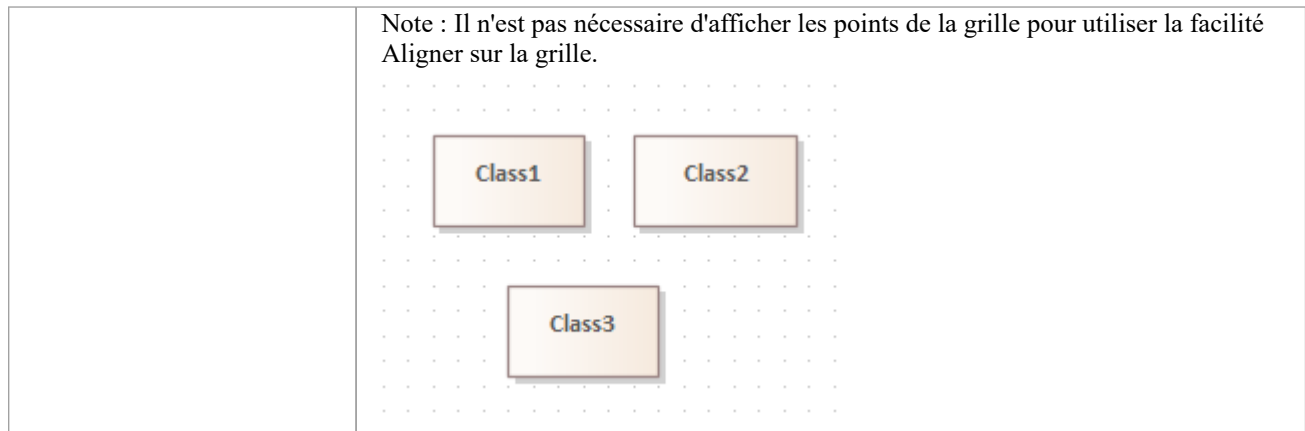 Note : Il n'est pas nécessaire d'afficher les points de la grille pour utiliser la facilité
Aligner sur la grille.
Class1
Class2
Class3